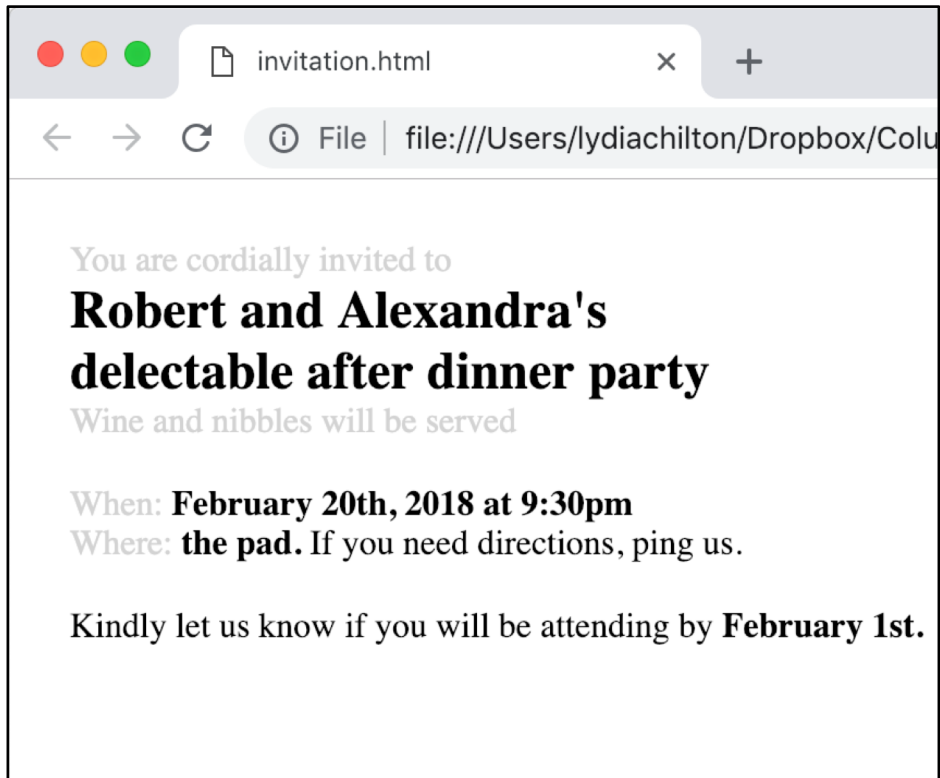 invitation.html
File file:///Users/lydiachilton/Dropbox/Colu
You are cordially invited to
Robert and Alexandra's
delectable after dinner party
Wine and nibbles will be served
When: February 20th, 2018 at 9:30pm
Where: the pad. If you need directions, ping us.
Kindly let us know if you will be attending by February 1st.